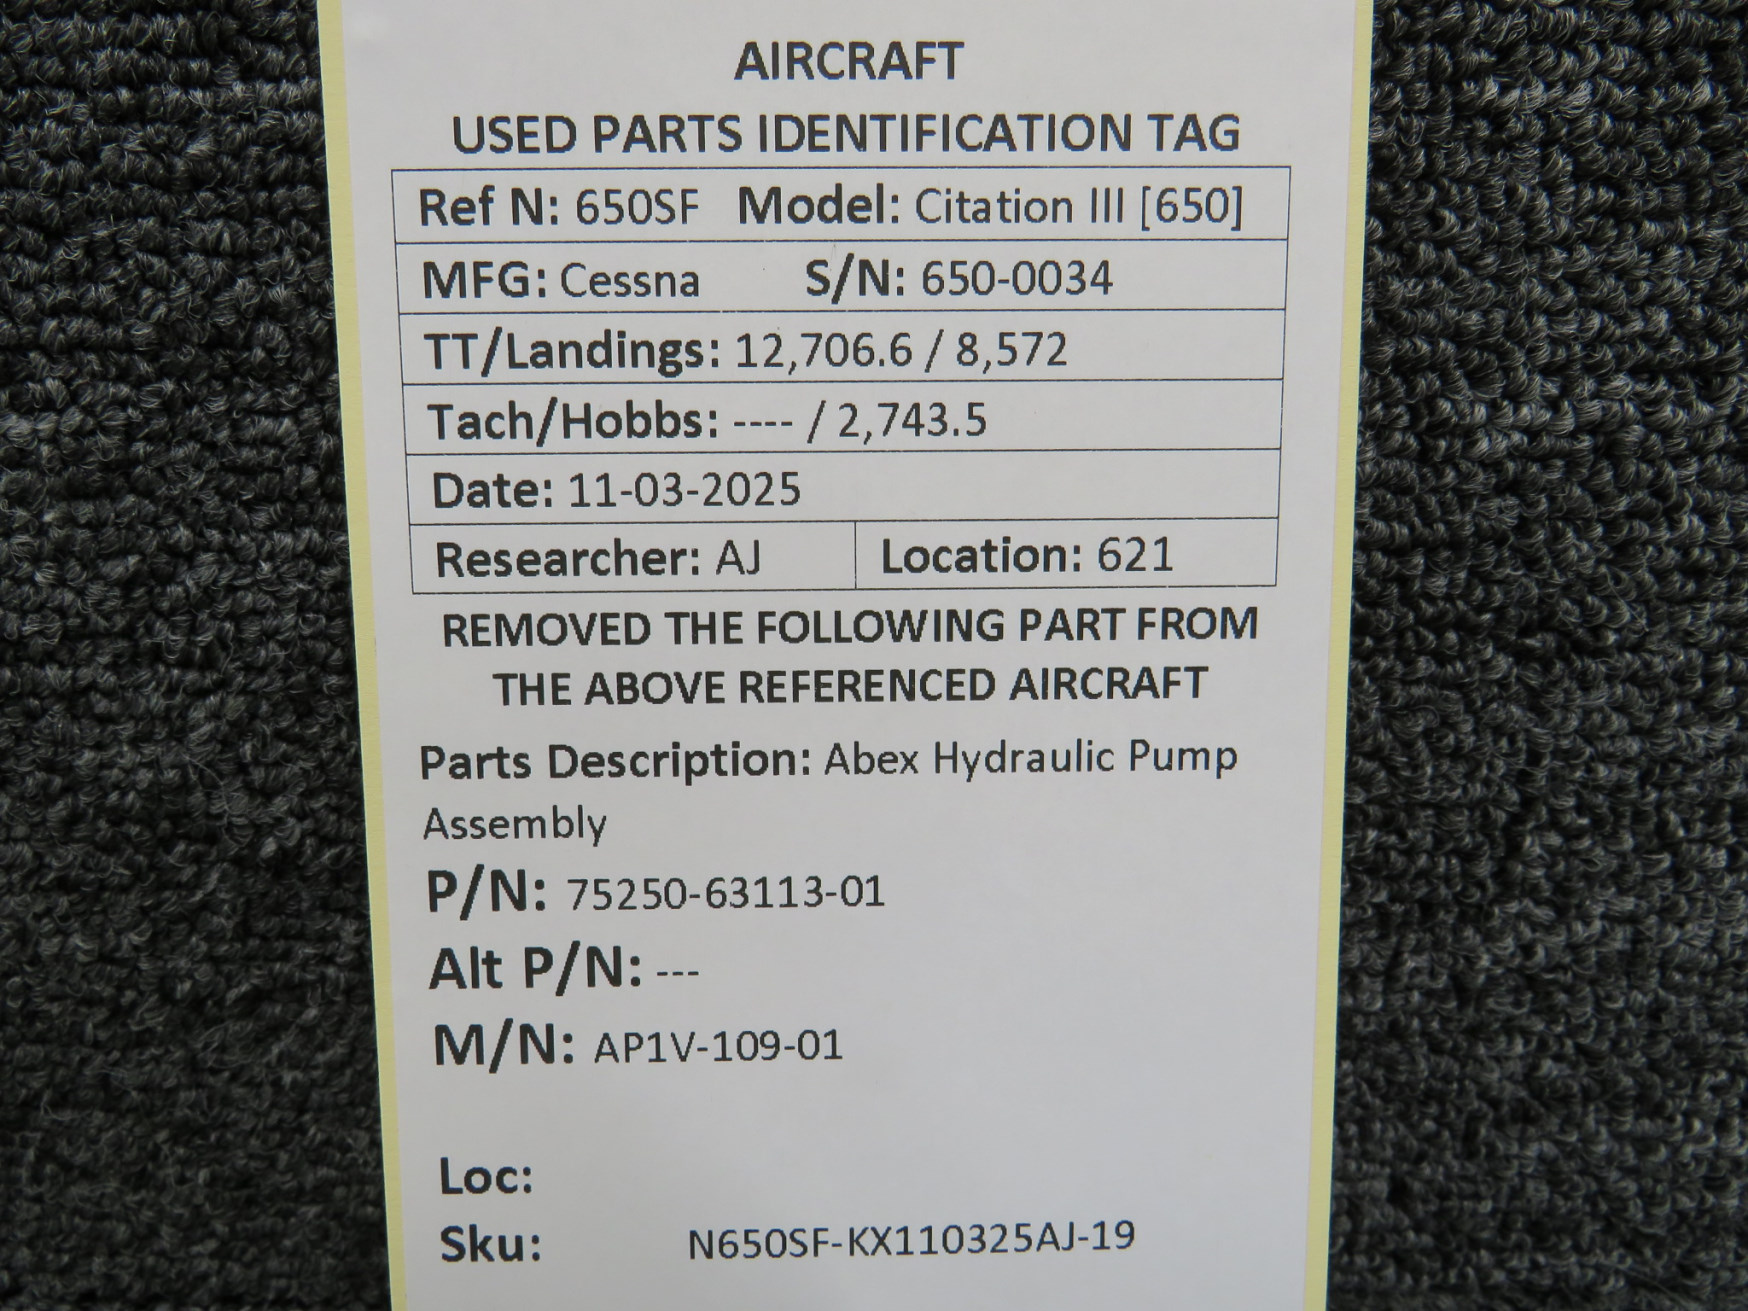 AIRCRAFT
USED PARTS IDENTIFICATION TAG
Ref N: 650SF Model: Citation III [650]
MFG: Cessna S/N: 650-0034
TT/Landings: 12,706.6 / 8,572
Tach/Hobbs: ---- / 2,743.5
Date: 11-03-2025
Researcher: AJ Location: 621
REMOVED THE FOLLOWING PART FROM
THE ABOVE REFERENCED AIRCRAFT
Parts Description: Abex Hydraulic Pump
Assembly
P/N: 75250-63113-01
Alt P/N: ---
M/N: AP1V-109-01
Loc:
Sku: N650SF-KX110325AJ-19